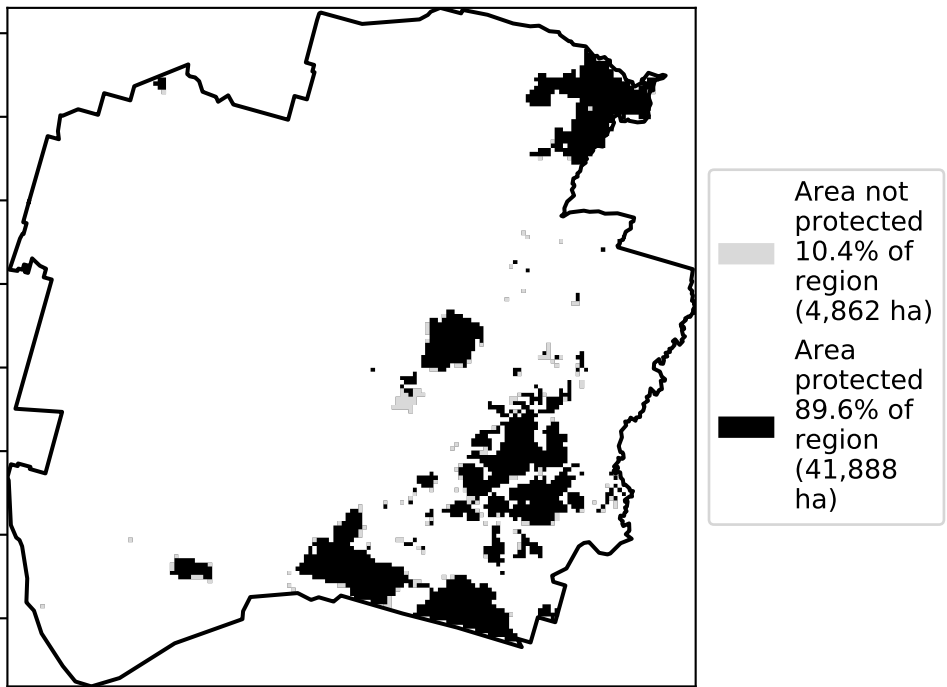 Area not
protected
10.4% of
region
(4,862 ha)
Area
protected
89.6% of
region
(41,888
ha)